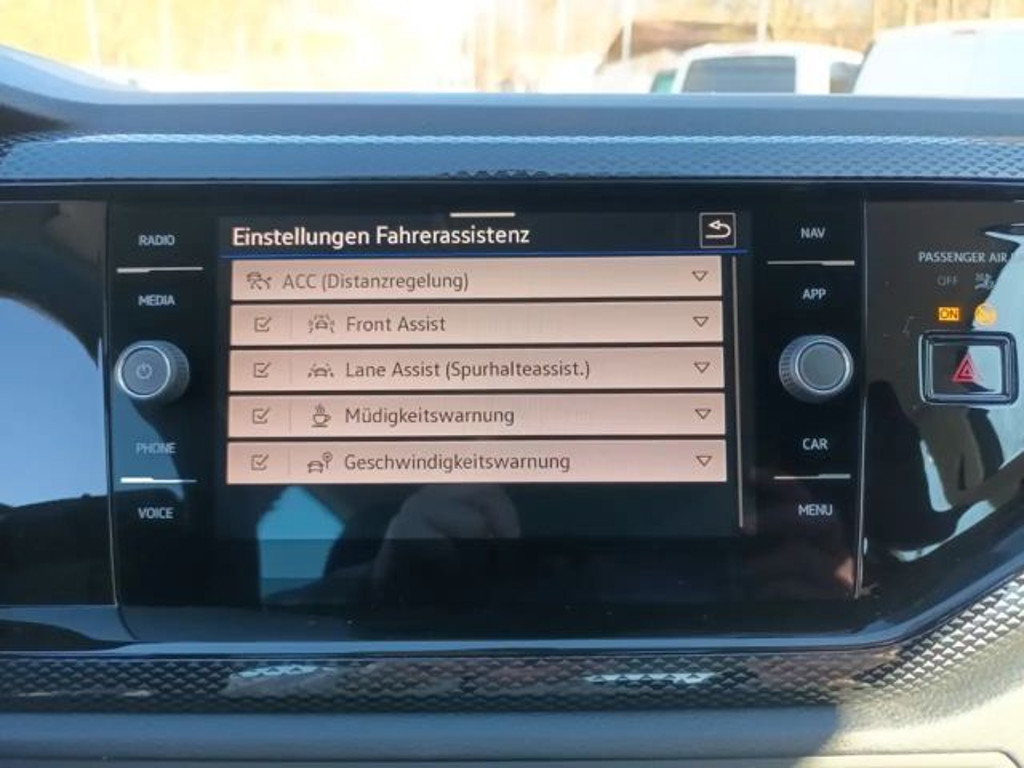 Einstellungen Fahrerassistenz
ACC (Distanzregelung)
Front Assist
Lane Assist (Spurhalteassist.)
Müdigkeitswarnung
Geschwindigkeitswarnung
RADIO
MEDIA
PHONE
VOICE
NAV
APP
CAR
MENU
PASSENGER AIR
OFF
ON